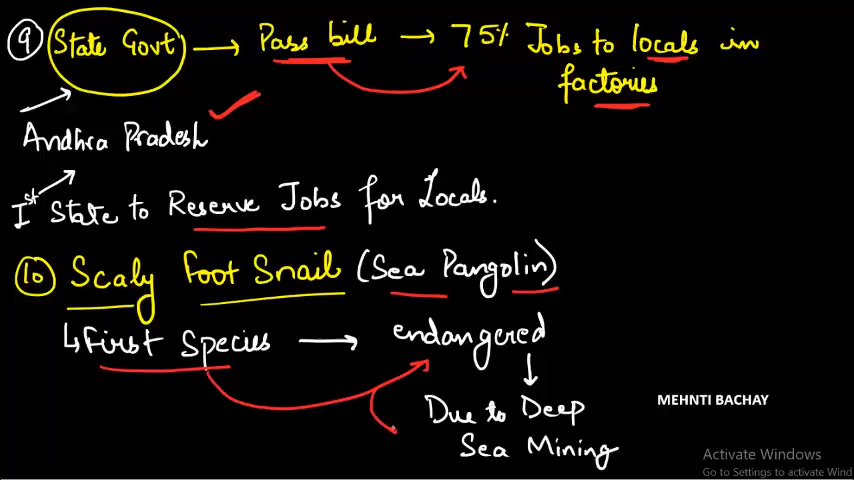 9 State Govt → Pass bill → 75% Jobs to locals in
factories
Andhra Pradesh
Ist State to Reserve Jobs for Locals.
10 Scaly Foot Snail (Sea Pangolin)
↳ First Species → endangered
↓
Due to Deep
Sea Mining
MEHNTI BACHAY
Activate Windows
Go to Settings to activate Wind